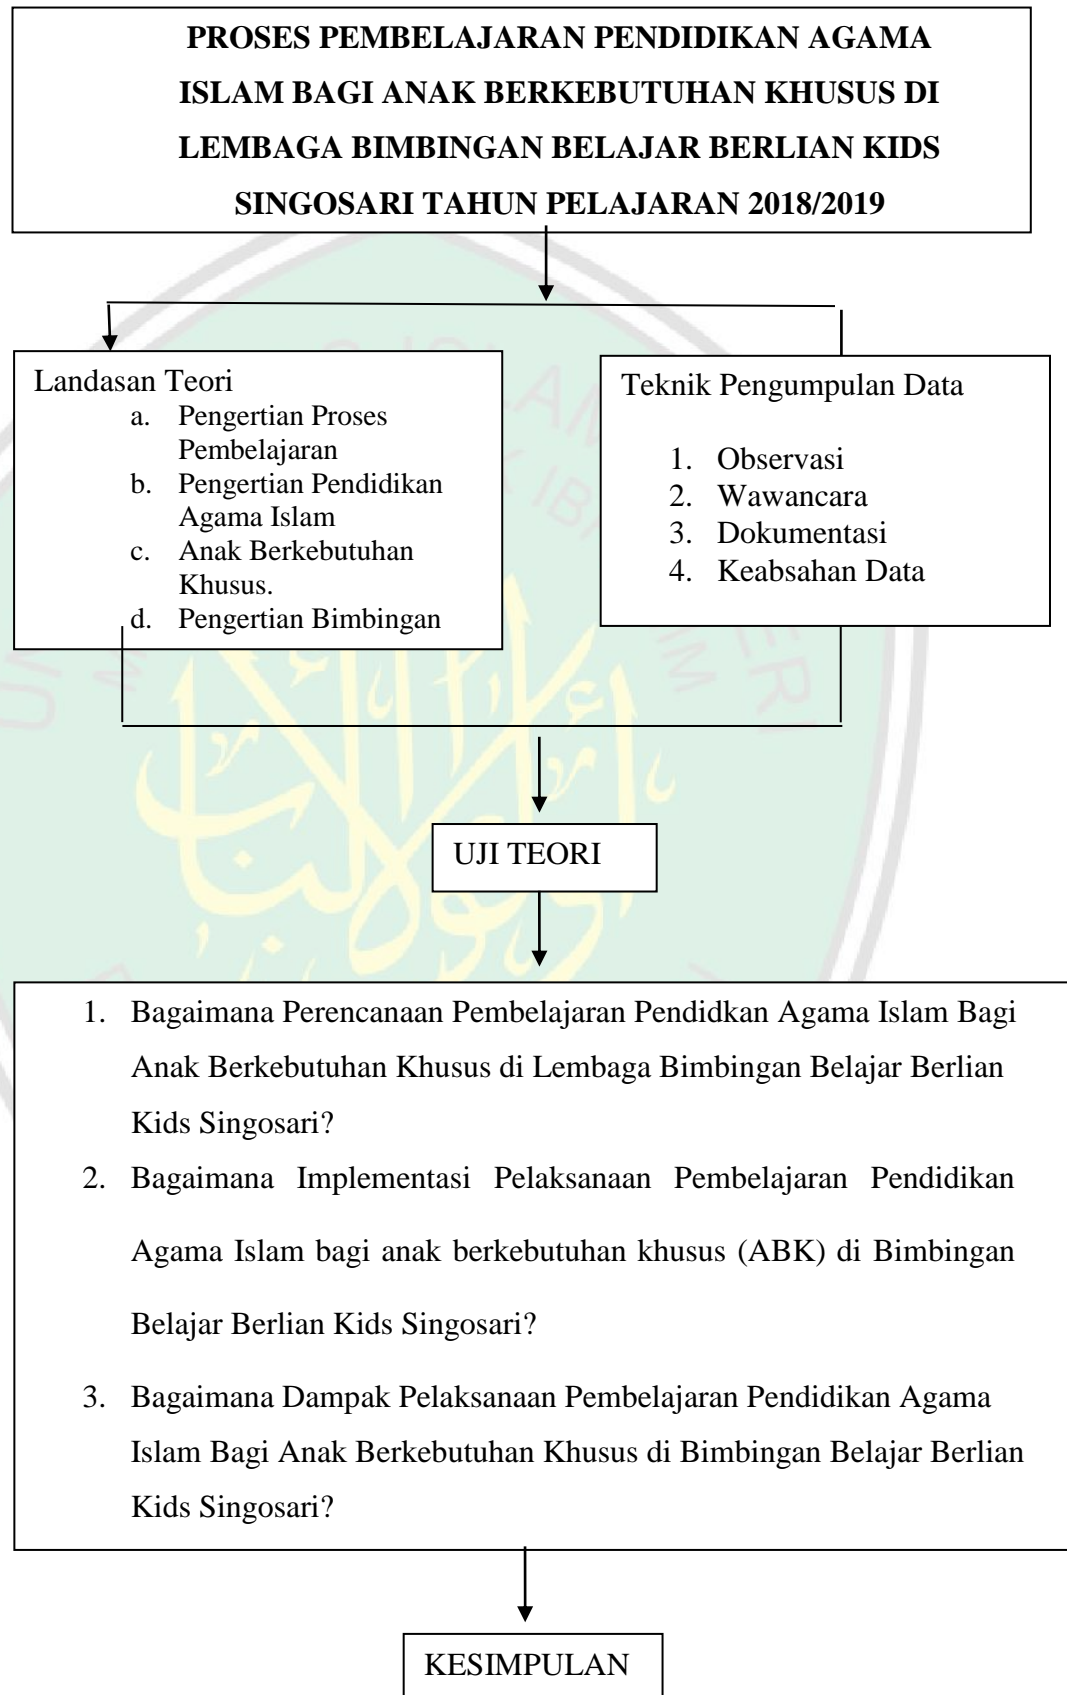 PROSES PEMBELAJARAN PENDIDIKAN AGAMA
ISLAM BAGI ANAK BERKEBUTUHAN KHUSUS DI
LEMBAGA BIMBINGAN BELAJAR BERLIAN KIDS
SINGOSARI TAHUN PELAJARAN 2018/2019
Landasan Teori
a. Pengertian Proses
Pembelajaran
b. Pengertian Pendidikan
Agama Islam
c. Anak Berkebutuhan
Khusus.
d. Pengertian Bimbingan
Teknik Pengumpulan Data
1. Observasi
2. Wawancara
3. Dokumentasi
4. Keabsahan Data
UJI TEORI
1. Bagaimana Perencanaan Pembelajaran Pendidkan Agama Islam Bagi
Anak Berkebutuhan Khusus di Lembaga Bimbingan Belajar Berlian
Kids Singosari?
2. Bagaimana Implementasi Pelaksanaan Pembelajaran Pendidikan
Agama Islam bagi anak berkebutuhan khusus (ABK) di Bimbingan
Belajar Berlian Kids Singosari?
3. Bagaimana Dampak Pelaksanaan Pembelajaran Pendidikan Agama
Islam Bagi Anak Berkebutuhan Khusus di Bimbingan Belajar Berlian
Kids Singosari?
KESIMPULAN